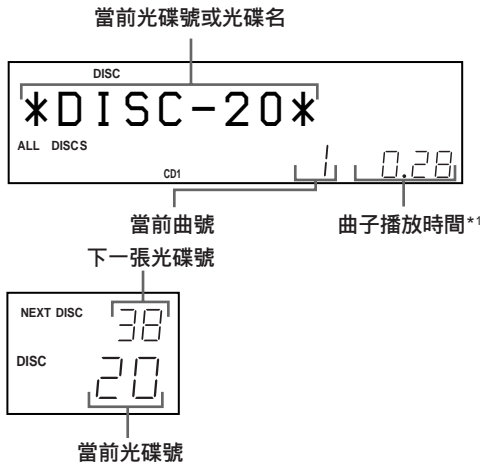 當前光碟號或光碟名
DISC
*DISC-20*
ALL DISCS
CD1
1 0.28
當前曲號 曲子播放時間*1
下一張光碟號
NEXT DISC 38
DISC 20
當前光碟號